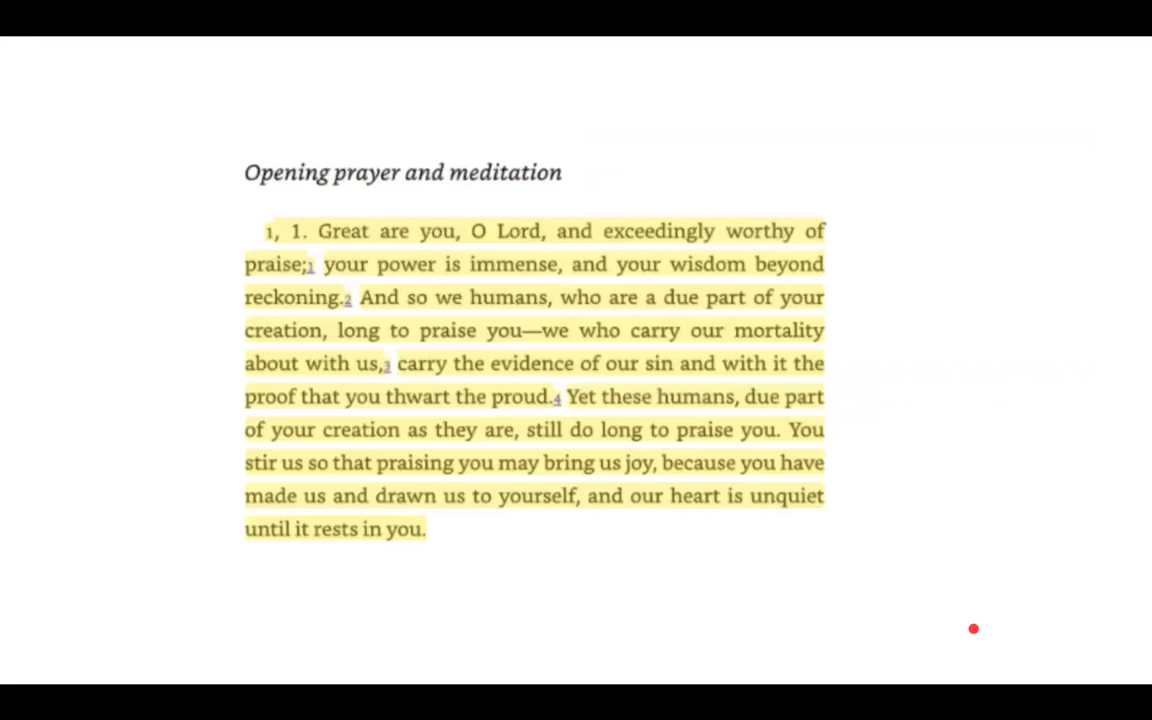 Opening prayer and meditation
1, 1. Great are you, O Lord, and exceedingly worthy of
praise;1 your power is immense, and your wisdom beyond
reckoning.2 And so we humans, who are a due part of your
creation, long to praise you—we who carry our mortality
about with us,3 carry the evidence of our sin and with it the
proof that you thwart the proud.4 Yet these humans, due part
of your creation as they are, still do long to praise you. You
stir us so that praising you may bring us joy, because you have
made us and drawn us to yourself, and our heart is unquiet
until it rests in you.